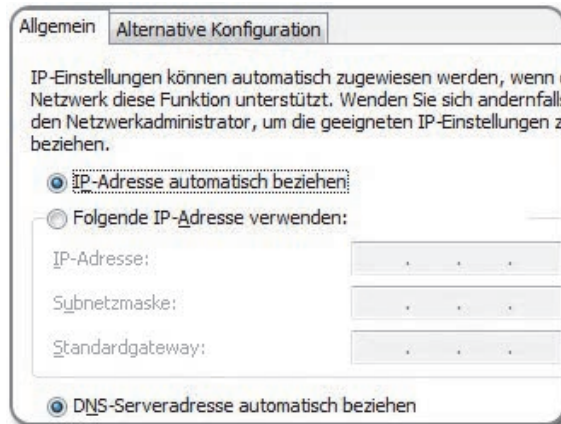 Allgemein
Alternative Konfiguration
IP-Einstellungen können automatisch zugewiesen werden, wenn
Netzwerk diese Funktion unterstützt. Wenden Sie sich andernfalls
den Netzwerkadministrator, um die geeigneten IP-Einstellungen z
beziehen.
IP-Adresse automatisch beziehen
Folgende IP-Adresse verwenden:
IP-Adresse:
Subnetzmaske:
Standardgateway:
DNS-Serveradresse automatisch beziehen